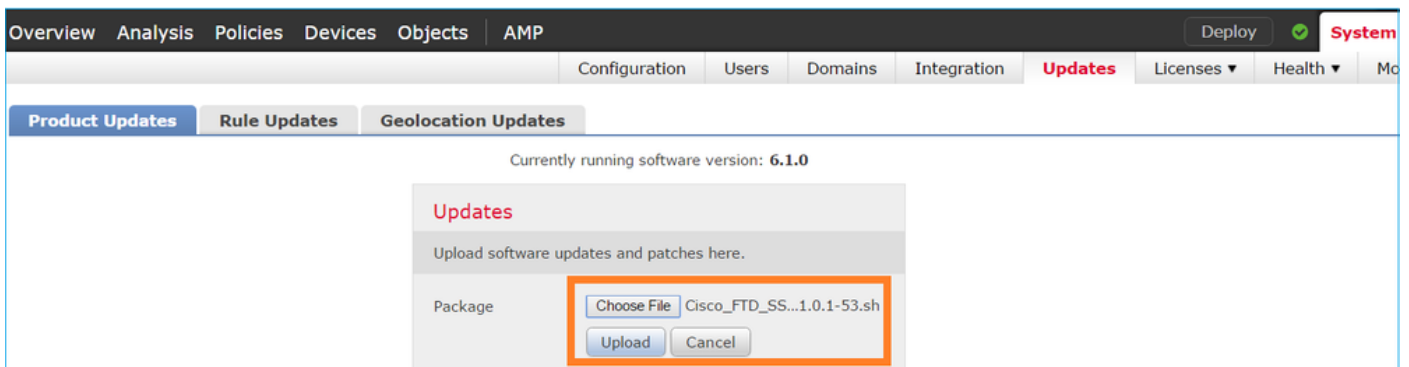 Overview Analysis Policies Devices Objects AMP Deploy System
Configuration Users Domains Integration Updates Licenses ▼ Health ▼ Mo
Product Updates Rule Updates Geolocation Updates
Currently running software version: 6.1.0
Updates
Upload software updates and patches here.
Package Choose File Cisco_FTD_SS...1.0.1-53.sh
Upload Cancel